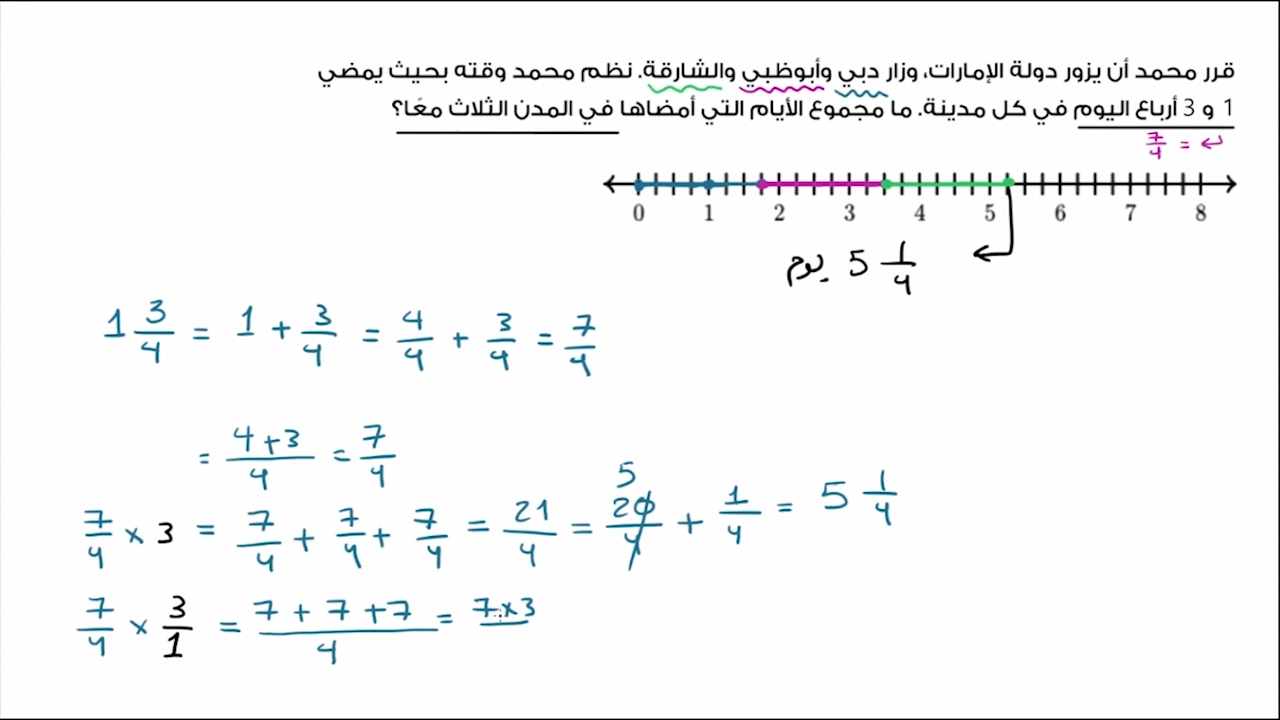 قرر محمد أن يزور دولة الإمارات، وزار دبي وأبوظبي والشارقة. نظم محمد وقته بحيث يمضي
1 و 3 أرباع اليوم في كل مدينة. ما مجموع الأيام التي أمضاها في المدن الثلاث معًا؟
7/4 =
0 1 2 3 4 5 6 7 8
5 1/4 يوم
1 3/4 = 1 + 3/4 = 4/4 + 3/4 = 7/4
= (4+3)/4 = 7/4
7/4 × 3 = 7/4 + 7/4 + 7/4 = 21/4 = 20/4 5 + 1/4 = 5 1/4
7/4 × 3/1 = (7 + 7 + 7)/4 = 7×3